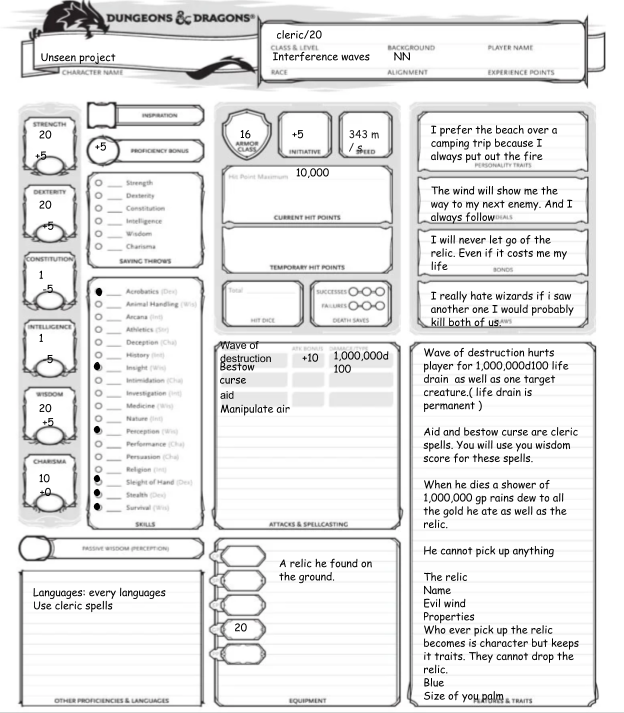 DUNGEONS & DRAGONS®
Unseen project
CHARACTER NAME
cleric/20
CLASS & LEVEL BACKGROUND PLAYER NAME
Interference waves NN
RACE ALIGNMENT EXPERIENCE POINTS
STRENGTH
20
+5
DEXTERITY
20
+5
CONSTITUTION
1
-5
INTELLIGENCE
1
-5
WISDOM
20
+5
CHARISMA
10
+0
INSPIRATION
+5
PROFICIENCY BONUS
Strength
Dexterity
Constitution
Intelligence
Wisdom
Charisma
SAVING THROWS
Acrobatics (Dex)
Animal Handling (Wis)
Arcana (Int)
Athletics (Str)
Deception (Cha)
History (Int)
Insight (Wis)
Intimidation (Cha)
Investigation (Int)
Medicine (Wis)
Nature (Int)
Perception (Wis)
Performance (Cha)
Persuasion (Cha)
Religion (Int)
Sleight of Hand (Dex)
Stealth (Dex)
Survival (Wis)
SKILLS
PASSIVE WISDOM (PERCEPTION)
Languages: every languages
Use cleric spells
OTHER PROFICIENCIES & LANGUAGES
16
ARMOR
CLASS
+5
INITIATIVE
343 m
/ s
SPEED
Hit Point Maximum 10,000
CURRENT HIT POINTS
TEMPORARY HIT POINTS
Total
HIT DICE
SUCCESSES
FAILURES
DEATH SAVES
ATK BONUS DAMAGE/TYPE
Wave of
destruction +10 1,000,000d
100
Bestow
curse
aid
Manipulate air
ATTACKS & SPELLCASTING
A relic he found on
the ground.
20
EQUIPMENT
I prefer the beach over a
camping trip because I
always put out the fire
PERSONALITY TRAITS
The wind will show me the
way to my next enemy. And I
always follow
IDEALS
I will never let go of the
relic. Even if it costs me my
life
BONDS
I really hate wizards if i saw
another one I would probably
kill both of us.
FLAWS
Wave of destruction hurts
player for 1,000,000d100 life
drain as well as one target
creature.( life drain is
permanent )
Aid and bestow curse are cleric
spells. You will use you wisdom
score for these spells.
When he dies a shower of
1,000,000 gp rains dew to all
the gold he ate as well as the
relic.
He cannot pick up anything
The relic
Name
Evil wind
Properties
Who ever pick up the relic
becomes is character but keeps
it traits. They cannot drop the
relic.
Blue
Size of you palm
FEATURES & TRAITS